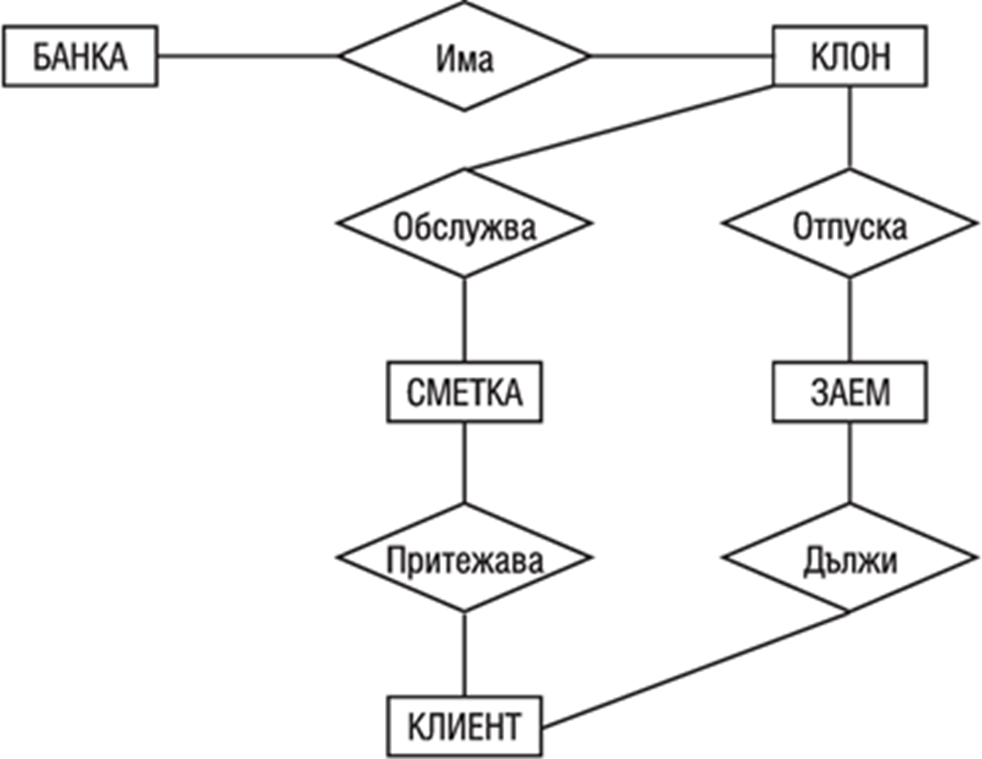 БАНКА
Има
КЛОН
Обслужва
Отпуска
СМЕТКА
ЗАЕМ
Притежава
Дължи
КЛИЕНТ